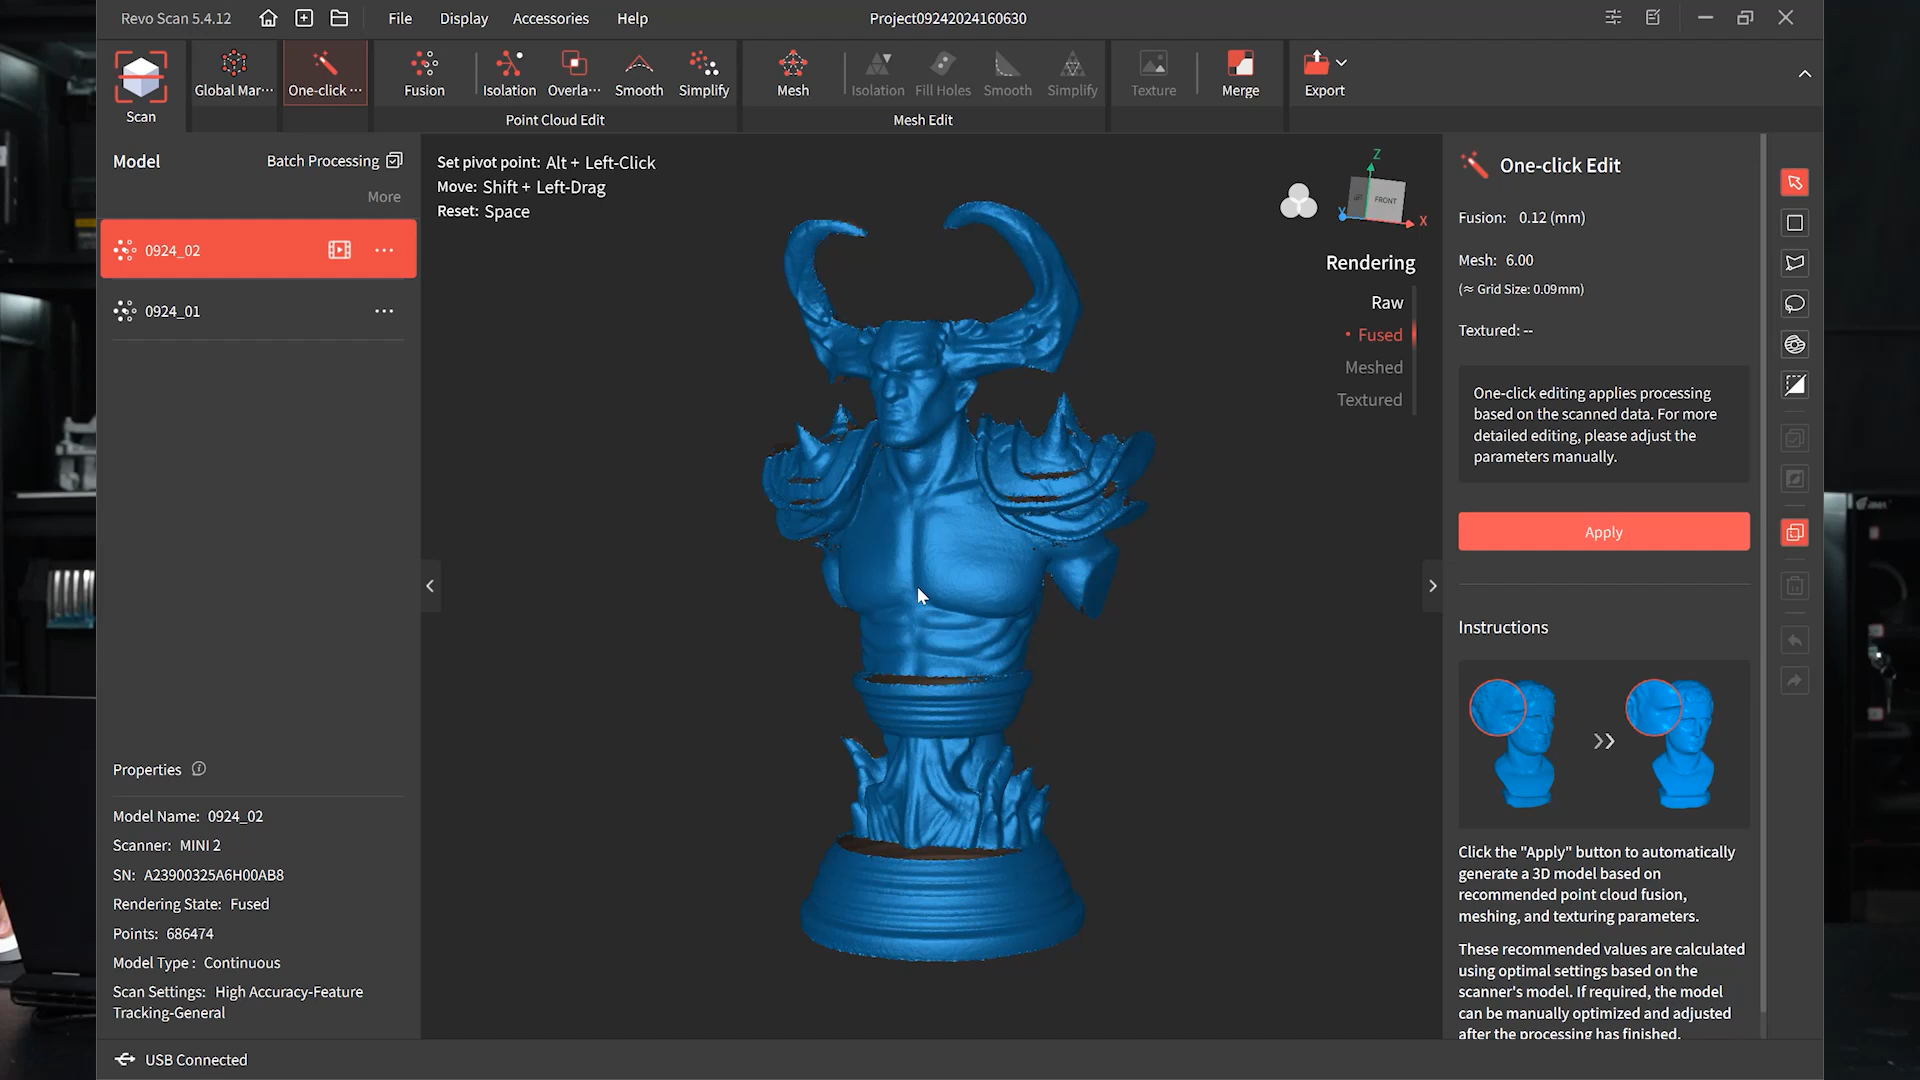 Revo Scan 5.4.12
File
Display
Accessories
Help
Project09242024160630
Scan
Global Mar···
One-click ···
Fusion
Isolation
Overla···
Smooth
Simplify
Point Cloud Edit
Mesh
Isolation
Fill Holes
Smooth
Simplify
Mesh Edit
Texture
Merge
Export
Model
Batch Processing
More
0924_02
0924_01
Properties
Model Name: 0924_02
Scanner: MINI 2
SN: A23900325A6H00AB8
Rendering State: Fused
Points: 686474
Model Type : Continuous
Scan Settings: High Accuracy-Feature
Tracking-General
USB Connected
Set pivot point: Alt + Left-Click
Move: Shift + Left-Drag
Reset: Space
Z
LEFT
FRONT
Y
X
Rendering
Raw
• Fused
Meshed
Textured
One-click Edit
Fusion: 0.12 (mm)
Mesh: 6.00
(≈ Grid Size: 0.09mm)
Textured: --
One-click editing applies processing
based on the scanned data. For more
detailed editing, please adjust the
parameters manually.
Apply
Instructions
Click the "Apply" button to automatically
generate a 3D model based on
recommended point cloud fusion,
meshing, and texturing parameters.
These recommended values are calculated
using optimal settings based on the
scanner's model. If required, the model
can be manually optimized and adjusted
after the processing has finished.